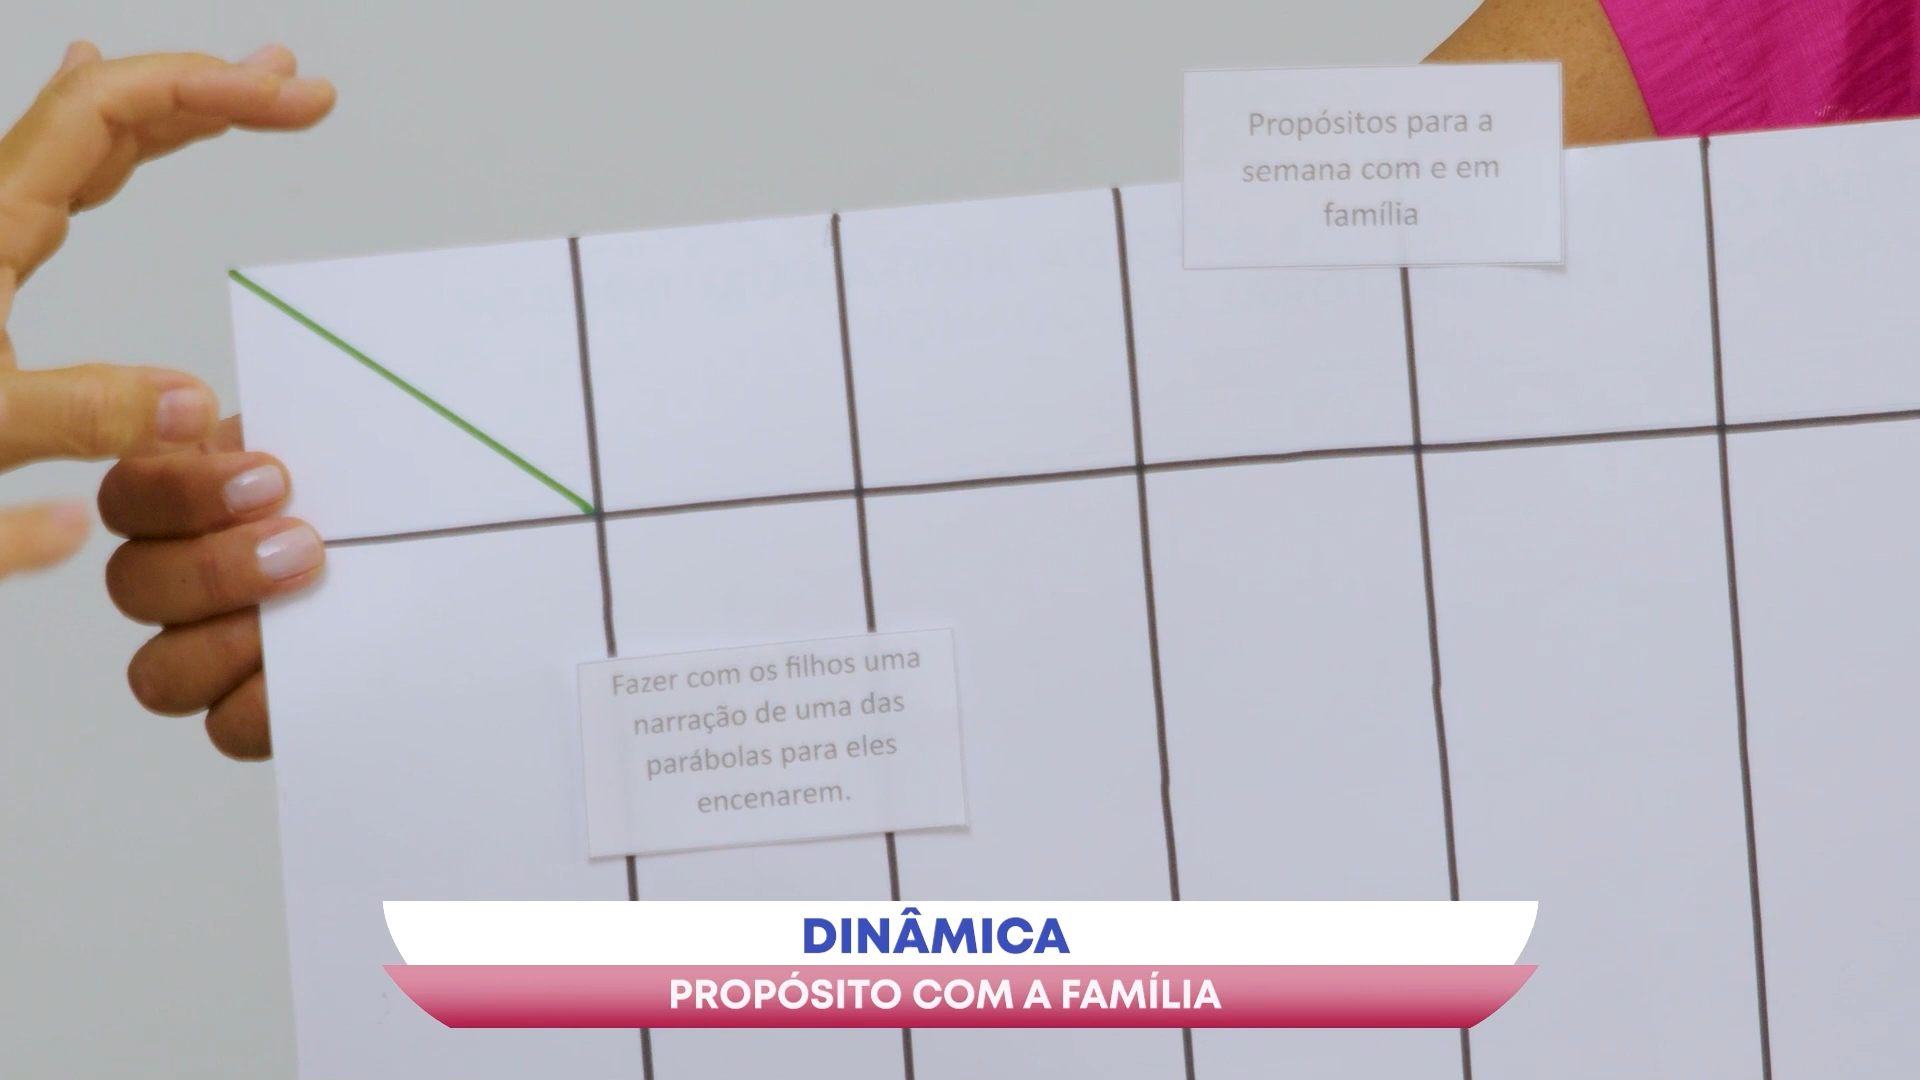 Propósitos para a
semana com e em
família
Fazer com os filhos uma
narração de uma das
parábolas para eles
encenarem.
DINÂMICA
PROPÓSITO COM A FAMÍLIA